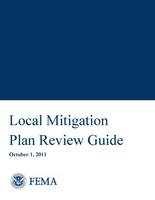 Local Mitigation
Plan Review Guide
October 1, 2011
FEMA